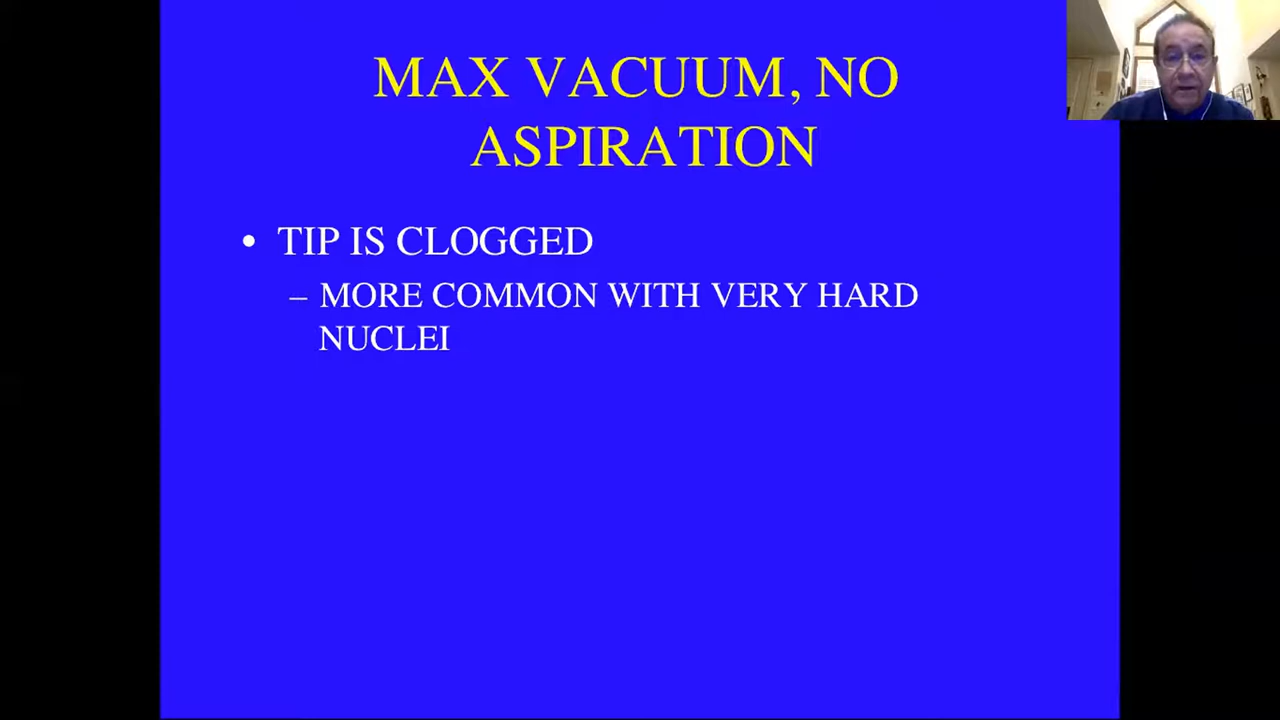 MAX VACUUM, NO
ASPIRATION
• TIP IS CLOGGED
– MORE COMMON WITH VERY HARD
NUCLEI